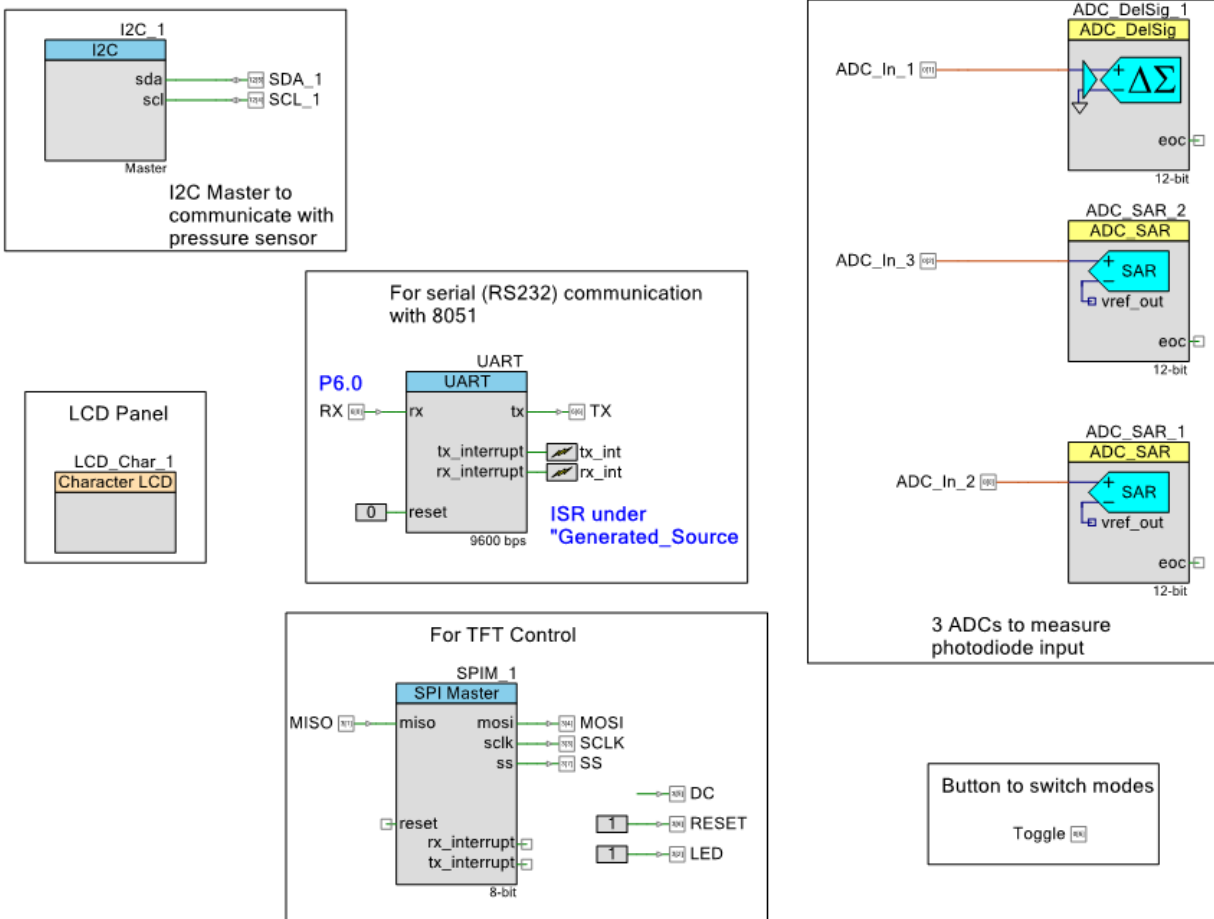 I2C_1
I2C
sda
SDA_1
scl
SCL_1
Master
I2C Master to
communicate with
pressure sensor
For serial (RS232) communication
with 8051
UART
UART
P6.0
RX
rx
tx
TX
tx_interrupt
tx_int
rx_interrupt
rx_int
0
reset
ISR under
"Generated_Source
9600 bps
LCD Panel
LCD_Char_1
Character LCD
For TFT Control
SPIM_1
SPI Master
MISO
miso
mosi
MOSI
sclk
SCLK
ss
SS
DC
reset
1
RESET
rx_interrupt
1
LED
tx_interrupt
8-bit
ADC_DelSig_1
ADC_DelSig
ADC_In_1
+
- ΔΣ
eoc
12-bit
ADC_SAR_2
ADC_SAR
ADC_In_3
+
SAR
-
vref_out
eoc
12-bit
ADC_SAR_1
ADC_SAR
ADC_In_2
+
SAR
-
vref_out
eoc
12-bit
3 ADCs to measure
photodiode input
Button to switch modes
Toggle